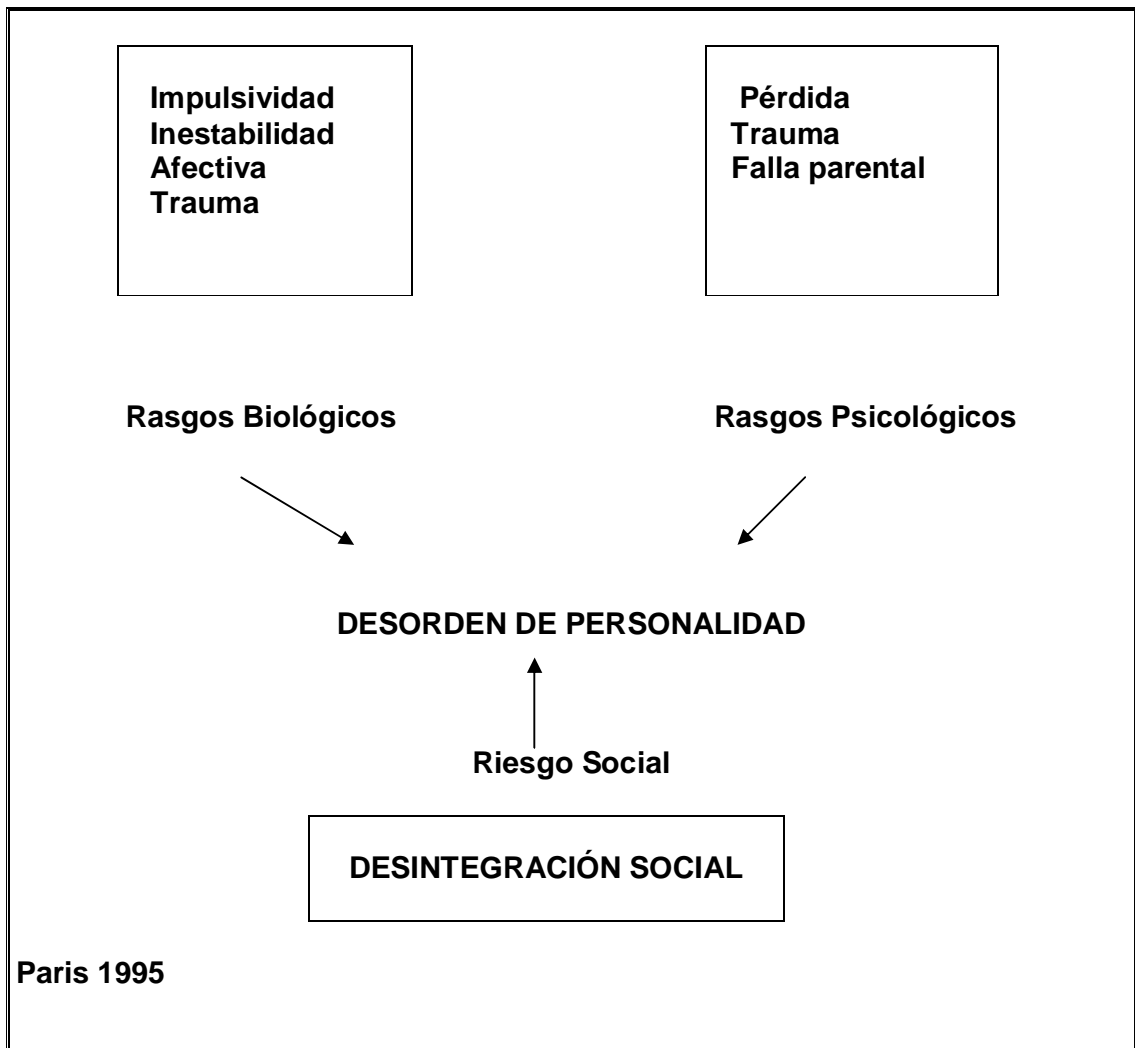 Impulsividad
Inestabilidad
Afectiva
Trauma
Pérdida
Trauma
Falla parental
Rasgos Biológicos
Rasgos Psicológicos
DESORDEN DE PERSONALIDAD
Riesgo Social
DESINTEGRACIÓN SOCIAL
Paris 1995